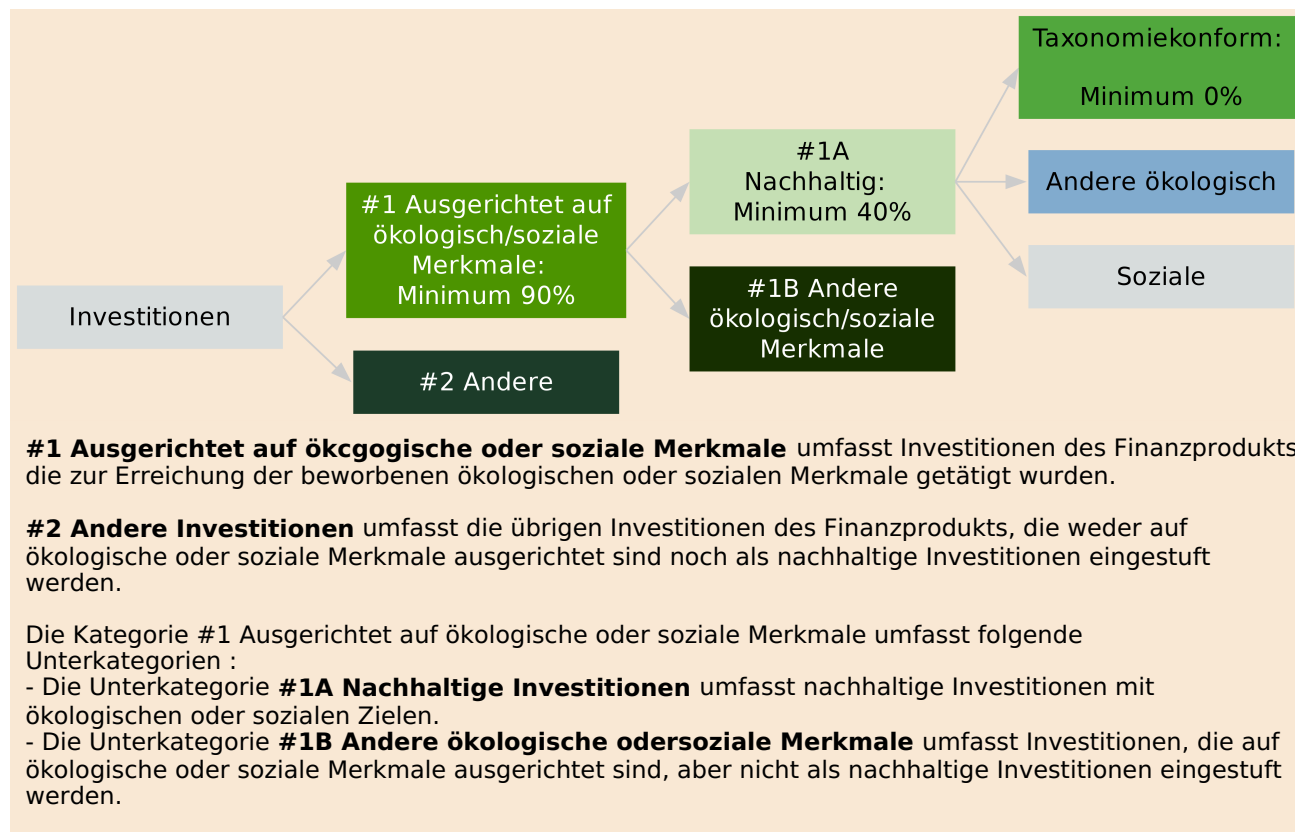 Taxonomiekonform:
Minimum 0%
#1A
Nachhaltig:
Minimum 40%
Andere ökologisch
#1 Ausgerichtet auf
ökologisch/soziale
Merkmale:
Minimum 90%
Soziale
#1B Andere
ökologisch/soziale
Merkmale
Investitionen
#2 Andere
#1 Ausgerichtet auf ökcgogische oder soziale Merkmale umfasst Investitionen des Finanzprodukts
die zur Erreichung der beworbenen ökologischen oder sozialen Merkmale getätigt wurden.
#2 Andere Investitionen umfasst die übrigen Investitionen des Finanzprodukts, die weder auf
ökologische oder soziale Merkmale ausgerichtet sind noch als nachhaltige Investitionen eingestuft
werden.
Die Kategorie #1 Ausgerichtet auf ökologische oder soziale Merkmale umfasst folgende
Unterkategorien :
- Die Unterkategorie #1A Nachhaltige Investitionen umfasst nachhaltige Investitionen mit
ökologischen oder sozialen Zielen.
- Die Unterkategorie #1B Andere ökologische odersoziale Merkmale umfasst Investitionen, die auf
ökologische oder soziale Merkmale ausgerichtet sind, aber nicht als nachhaltige Investitionen eingestuft
werden.